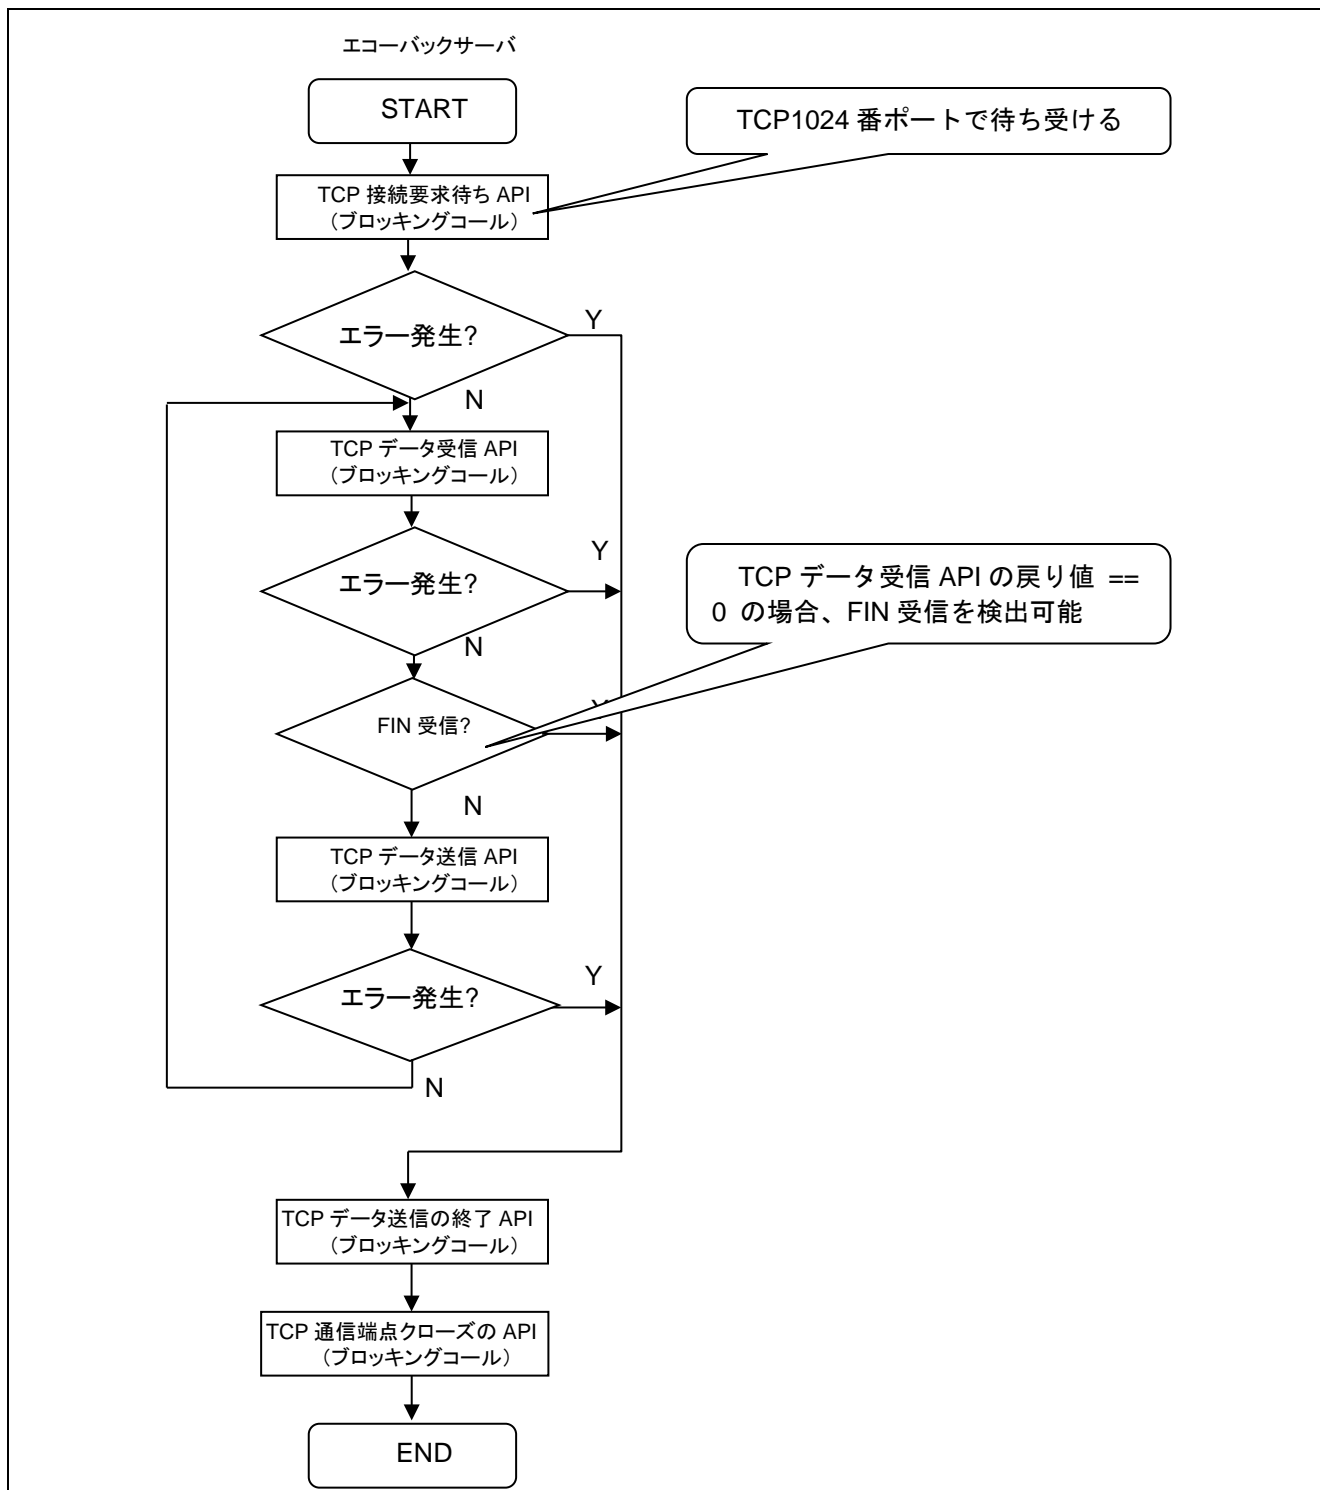 エコーバックサーバ
START
TCP1024 番ポートで待ち受ける
TCP 接続要求待ち API
（ブロッキングコール）
エラー発生?
Y
N
TCP データ受信 API
（ブロッキングコール）
エラー発生?
Y
N
TCP データ受信 API の戻り値 ==
0 の場合、FIN 受信を検出可能
FIN 受信?
Y
N
TCP データ送信 API
（ブロッキングコール）
エラー発生?
Y
N
TCP データ送信の終了 API
（ブロッキングコール）
TCP 通信端点クローズの API
（ブロッキングコール）
END